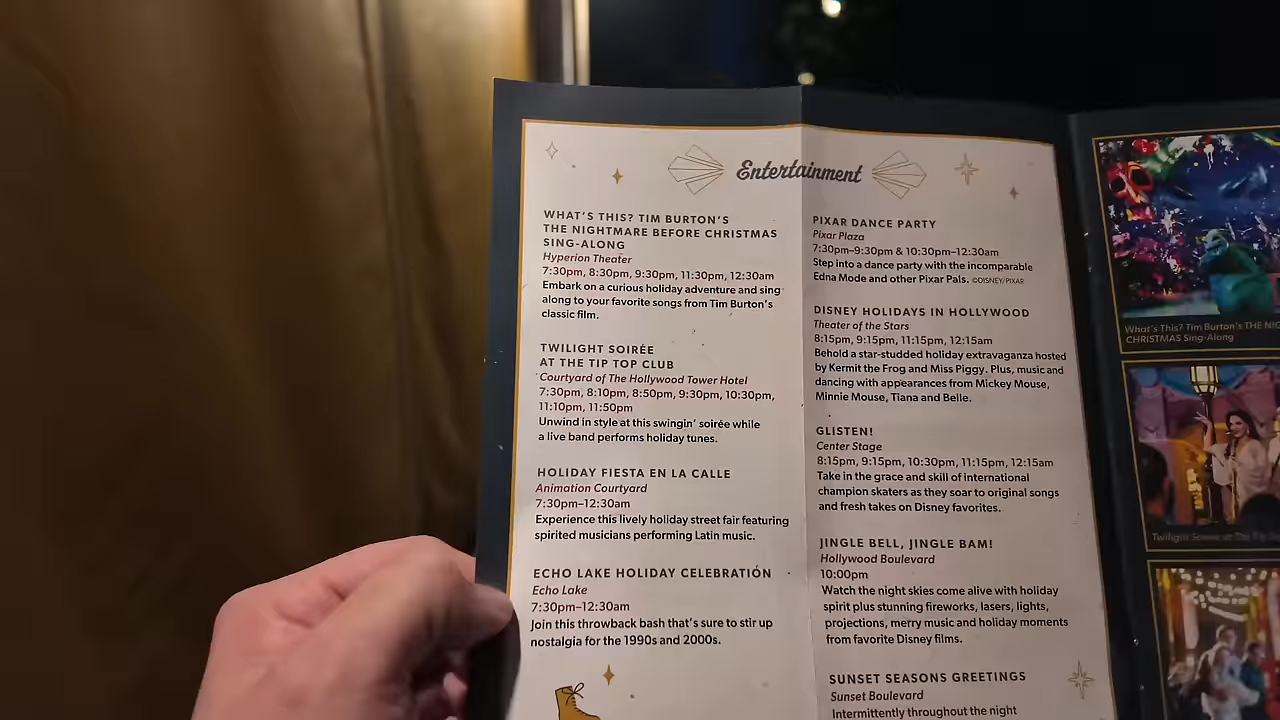 Entertainment
WHAT'S THIS? TIM BURTON'S
THE NIGHTMARE BEFORE CHRISTMAS
SING-ALONG
Hyperion Theater
7:30pm, 8:30pm, 9:30pm, 11:30pm, 12:30am
Embark on a curious holiday adventure and sing
along to your favorite songs from Tim Burton's
classic film.
TWILIGHT SOIRÉE
AT THE TIP TOP CLUB
Courtyard of The Hollywood Tower Hotel
7:30pm, 8:10pm, 8:50pm, 9:30pm, 10:30pm,
11:10pm, 11:50pm
Unwind in style at this swingin' soirée while
a live band performs holiday tunes.
HOLIDAY FIESTA EN LA CALLE
Animation Courtyard
7:30pm–12:30am
Experience this lively holiday street fair featuring
spirited musicians performing Latin music.
ECHO LAKE HOLIDAY CELEBRATION
Echo Lake
7:30pm–12:30am
Join this throwback bash that's sure to stir up
nostalgia for the 1990s and 2000s.
PIXAR DANCE PARTY
Pixar Plaza
7:30pm–9:30pm & 10:30pm–12:30am
Step into a dance party with the incomparable
Edna Mode and other Pixar Pals. ©DISNEY/PIXAR
DISNEY HOLIDAYS IN HOLLYWOOD
Theater of the Stars
8:15pm, 9:15pm, 11:15pm, 12:15am
Behold a star-studded holiday extravaganza hosted
by Kermit the Frog and Miss Piggy. Plus, music and
dancing with appearances from Mickey Mouse,
Minnie Mouse, Tiana and Belle.
GLISTEN!
Center Stage
8:15pm, 9:15pm, 10:30pm, 11:15pm, 12:15am
Take in the grace and skill of international
champion skaters as they soar to original songs
and fresh takes on Disney favorites.
JINGLE BELL, JINGLE BAM!
Hollywood Boulevard
10:00pm
Watch the night skies come alive with holiday
spirit plus stunning fireworks, lasers, lights,
projections, merry music and holiday moments
from favorite Disney films.
SUNSET SEASONS GREETINGS
Sunset Boulevard
Intermittently throughout the night
What's This? Tim Burton's THE
CHRISTMAS Sing-Along
Twilight Soirée at The Tip